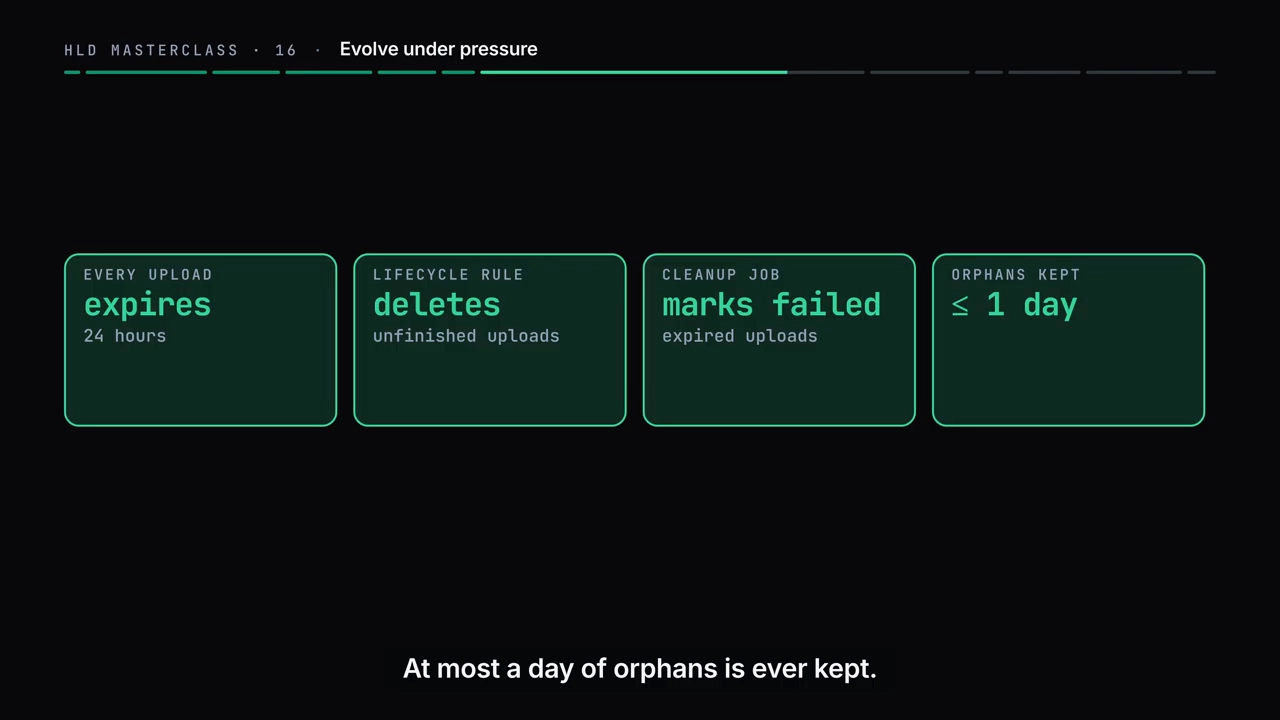 HLD MASTERCLASS · 16 · Evolve under pressure
EVERY UPLOAD
expires
24 hours
LIFECYCLE RULE
deletes
unfinished uploads
CLEANUP JOB
marks failed
expired uploads
ORPHANS KEPT
≤ 1 day
At most a day of orphans is ever kept.